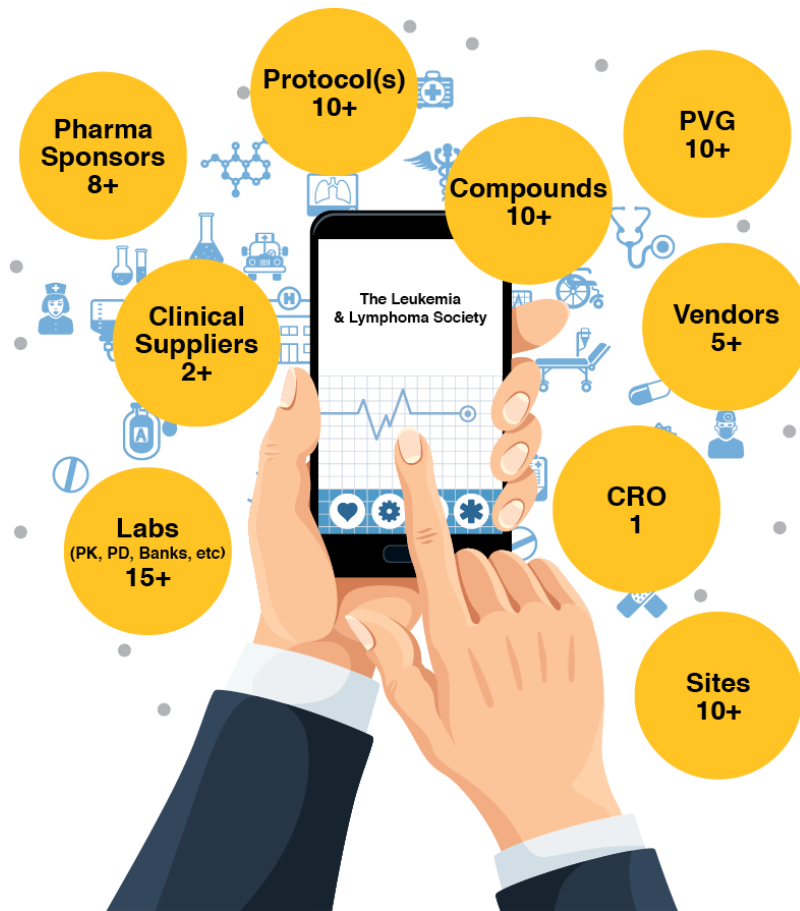 Protocol(s)
10+
Pharma
Sponsors
8+
PVG
10+
Compounds
10+
The Leukemia
& Lymphoma Society
Clinical
Suppliers
2+
Vendors
5+
H
A
CRO
1
Labs
(PK, PD, Banks, etc)
15+
Sites
10+